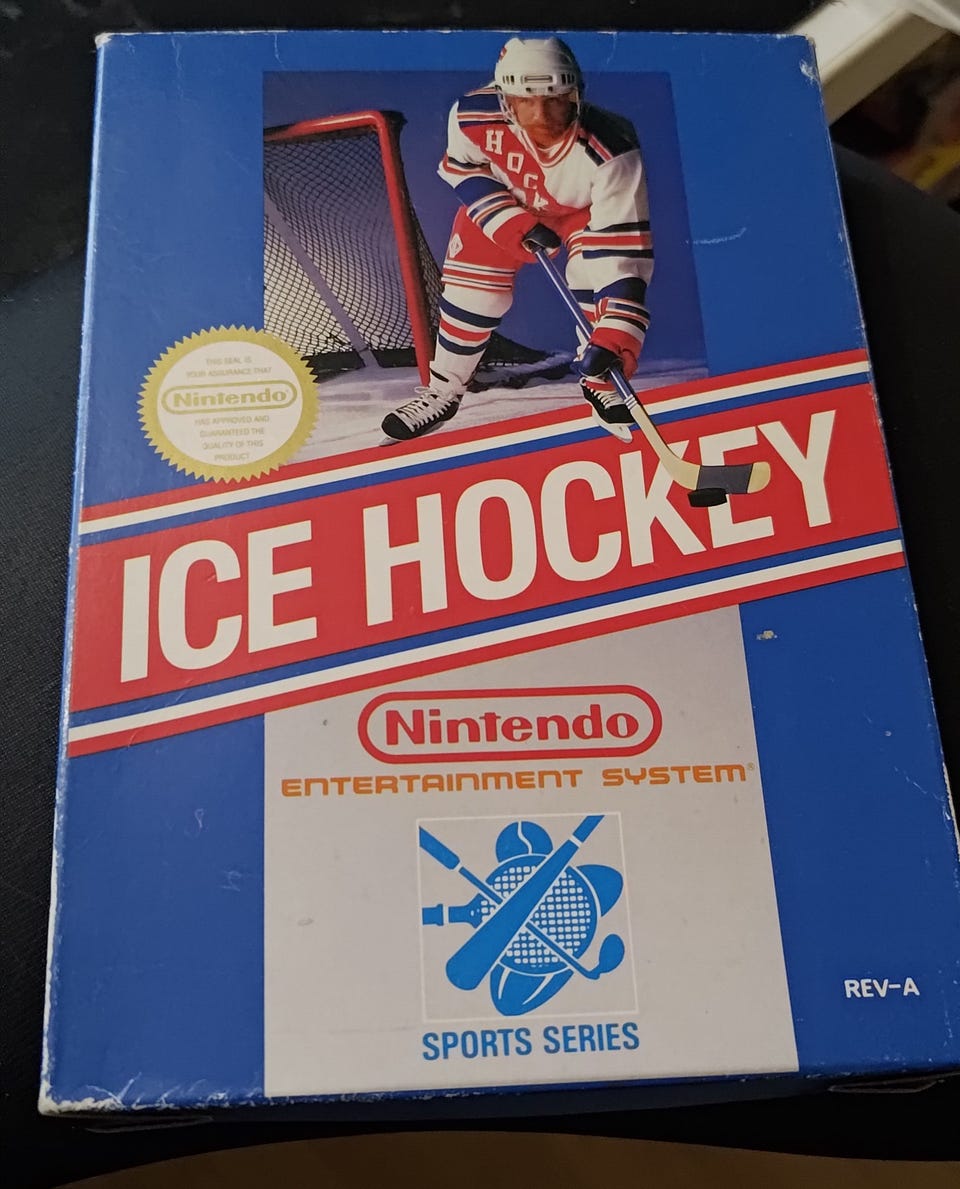 HOCK
THIS SEAL IS
YOUR ASSURANCE THAT
Nintendo
HAS APPROVED AND
GUARANTEED THE
QUALITY OF THIS
PRODUCT
ICE HOCKEY
Nintendo
ENTERTAINMENT SYSTEM®
SPORTS SERIES
REV-A